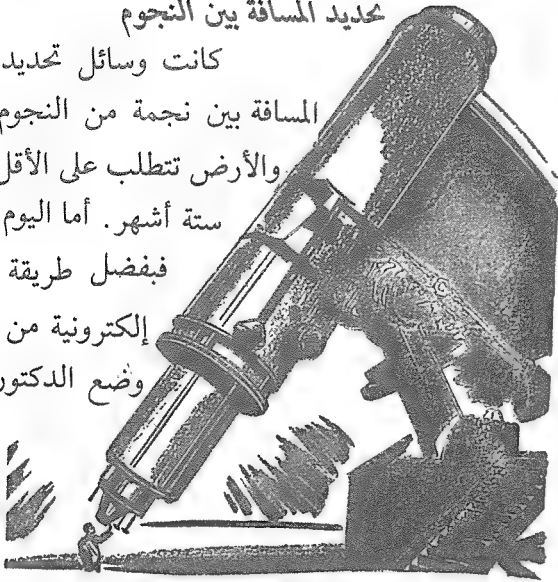 تحديد المسافة بين النجوم
كانت وسائل تحديد
المسافة بين نجمة من النجوم
والأرض تتطلب على الأقل
ستة أشهر. أما اليوم
فبفضل طريقة
إلكترونية من
وضع الدكتور